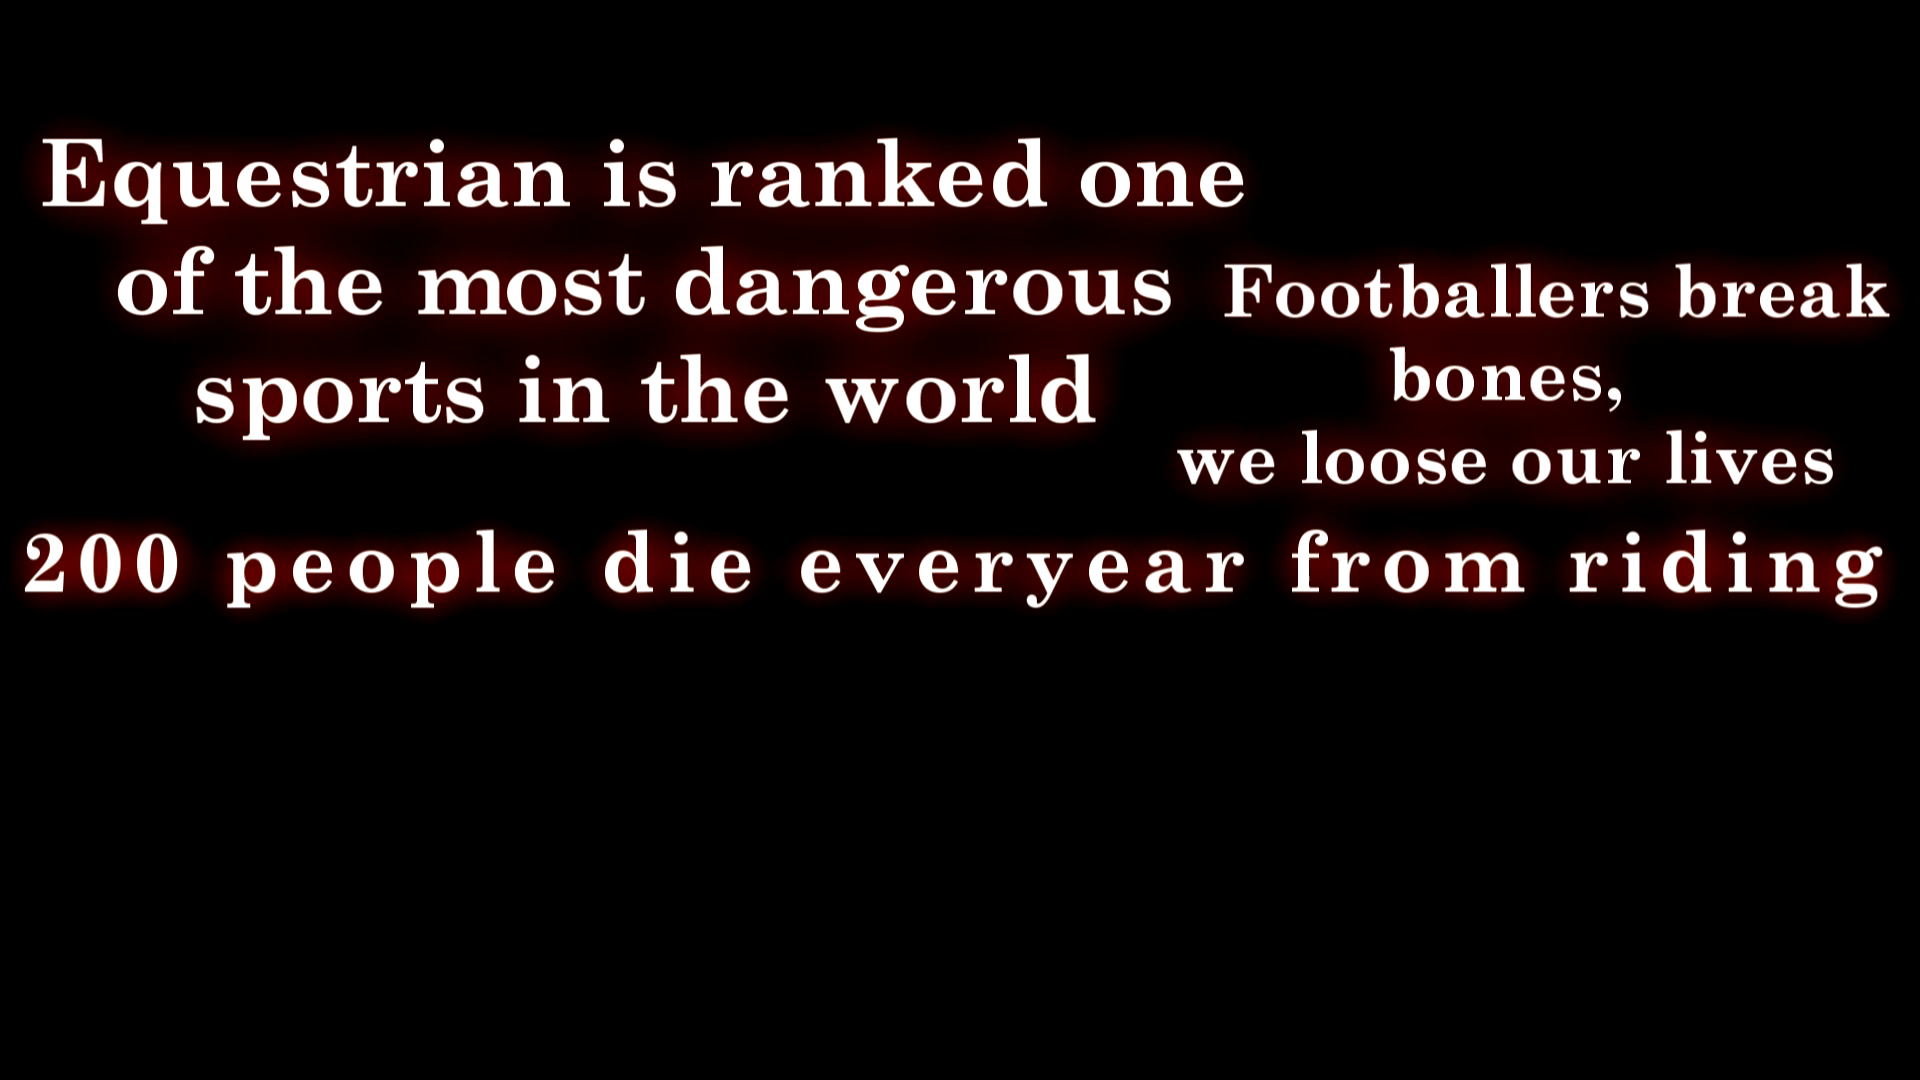 Equestrian is ranked one
of the most dangerous
sports in the world
Footballers break
bones,
we loose our lives
200 people die everyear from riding